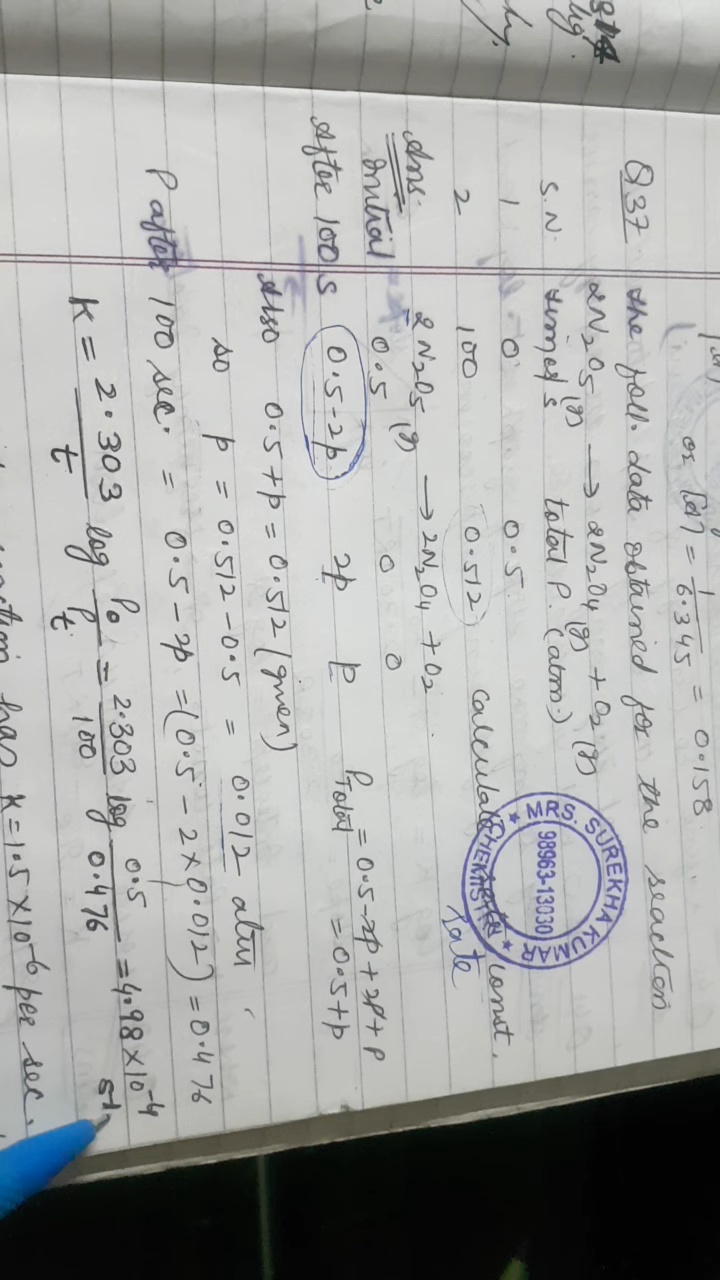 or [A] = 1/6.345 = 0.158
Q37 the foll. data obtained for the reaction
2N2O5(g) → 2N2O4(g) + O2(g)
S.N. time/s total P. (atm.)
1 0 0.5
2 100 0.512 Calculate rate const.
MRS. SUREKHA KUMAR
98963-13030
CHEMISTRY
Ans. 2N2O5(g) → 2N2O4 + O2.
Initial 0.5 0 0
After 100s 0.5-2p 2p p PTotal = 0.5-2p+2p+p
= 0.5+p
Also 0.5+p = 0.512 (given)
so p = 0.512-0.5 = 0.012 atm
P after 100 sec. = 0.5-2p = (0.5-2×0.012) = 0.476
K = 2.303/t log P0/Pt = 2.303/100 log 0.5/0.476 = 4.98×10-4 s-1
has K=1.5×10-6 per sec.